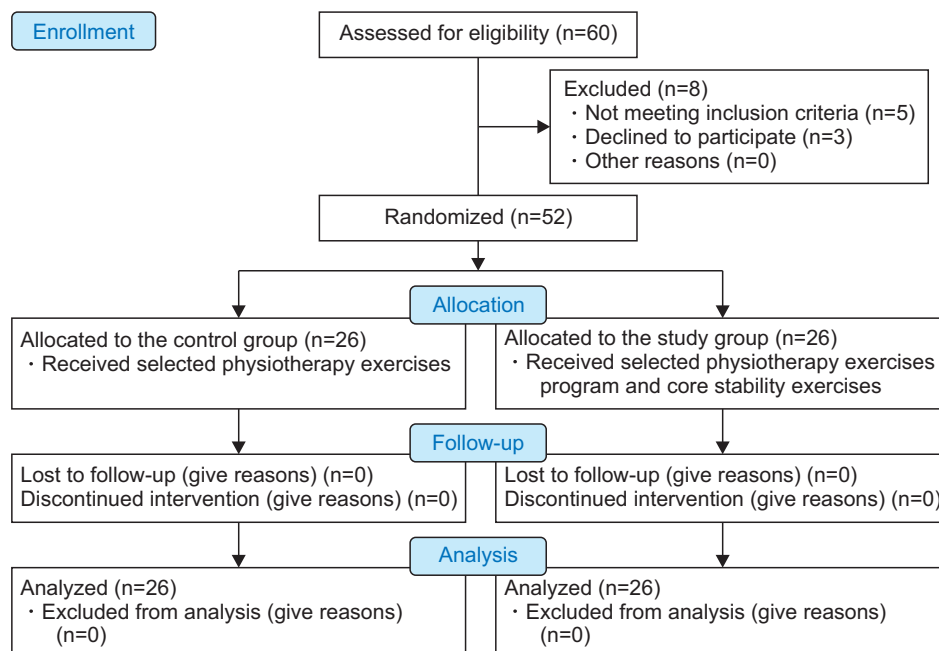 Enrollment
Assessed for eligibility (n=60)
Excluded (n=8)
· Not meeting inclusion criteria (n=5)
· Declined to participate (n=3)
· Other reasons (n=0)
Randomized (n=52)
Allocation
Allocated to the control group (n=26)
· Received selected physiotherapy exercises
Allocated to the study group (n=26)
· Received selected physiotherapy exercises
program and core stability exercises
Follow-up
Lost to follow-up (give reasons) (n=0)
Discontinued intervention (give reasons) (n=0)
Lost to follow-up (give reasons) (n=0)
Discontinued intervention (give reasons) (n=0)
Analysis
Analyzed (n=26)
· Excluded from analysis (give reasons)
(n=0)
Analyzed (n=26)
· Excluded from analysis (give reasons)
(n=0)